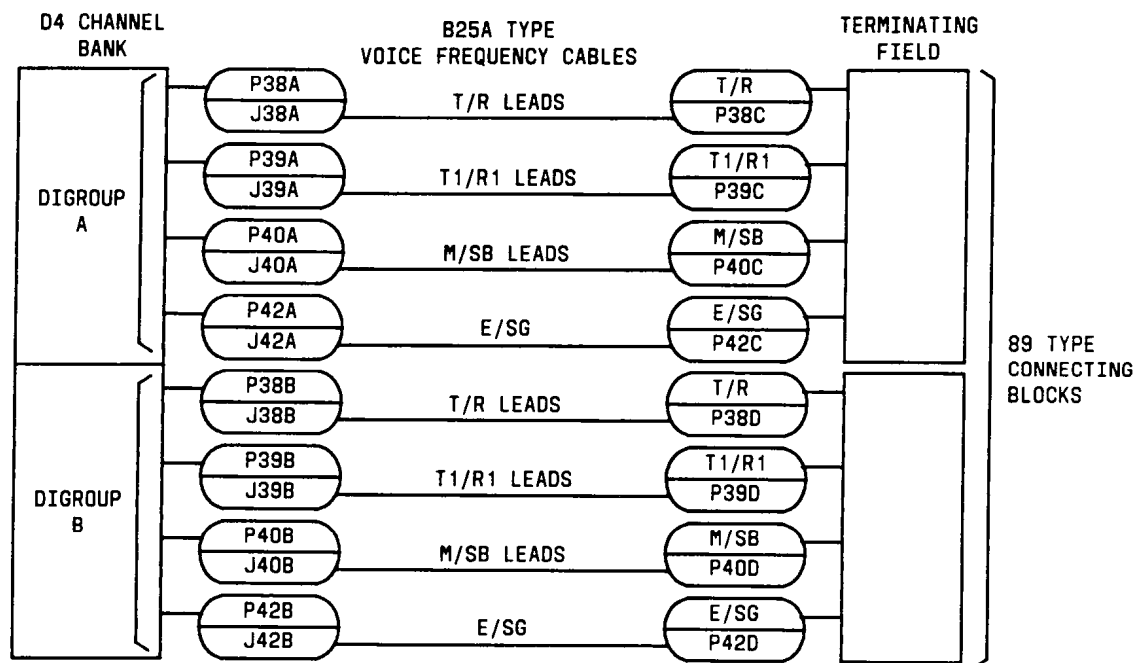 D4 CHANNEL
BANK
B25A TYPE
VOICE FREQUENCY CABLES
TERMINATING
FIELD
DIGROUP
A
P38A
J38A
T/R LEADS
T/R
P38C
P39A
J39A
T1/R1 LEADS
T1/R1
P39C
P40A
J40A
M/SB LEADS
M/SB
P40C
P42A
J42A
E/SG
E/SG
P42C
89 TYPE
CONNECTING
BLOCKS
DIGROUP
B
P38B
J38B
T/R LEADS
T/R
P38D
P39B
J39B
T1/R1 LEADS
T1/R1
P39D
P40B
J40B
M/SB LEADS
M/SB
P40D
P42B
J42B
E/SG
E/SG
P42D